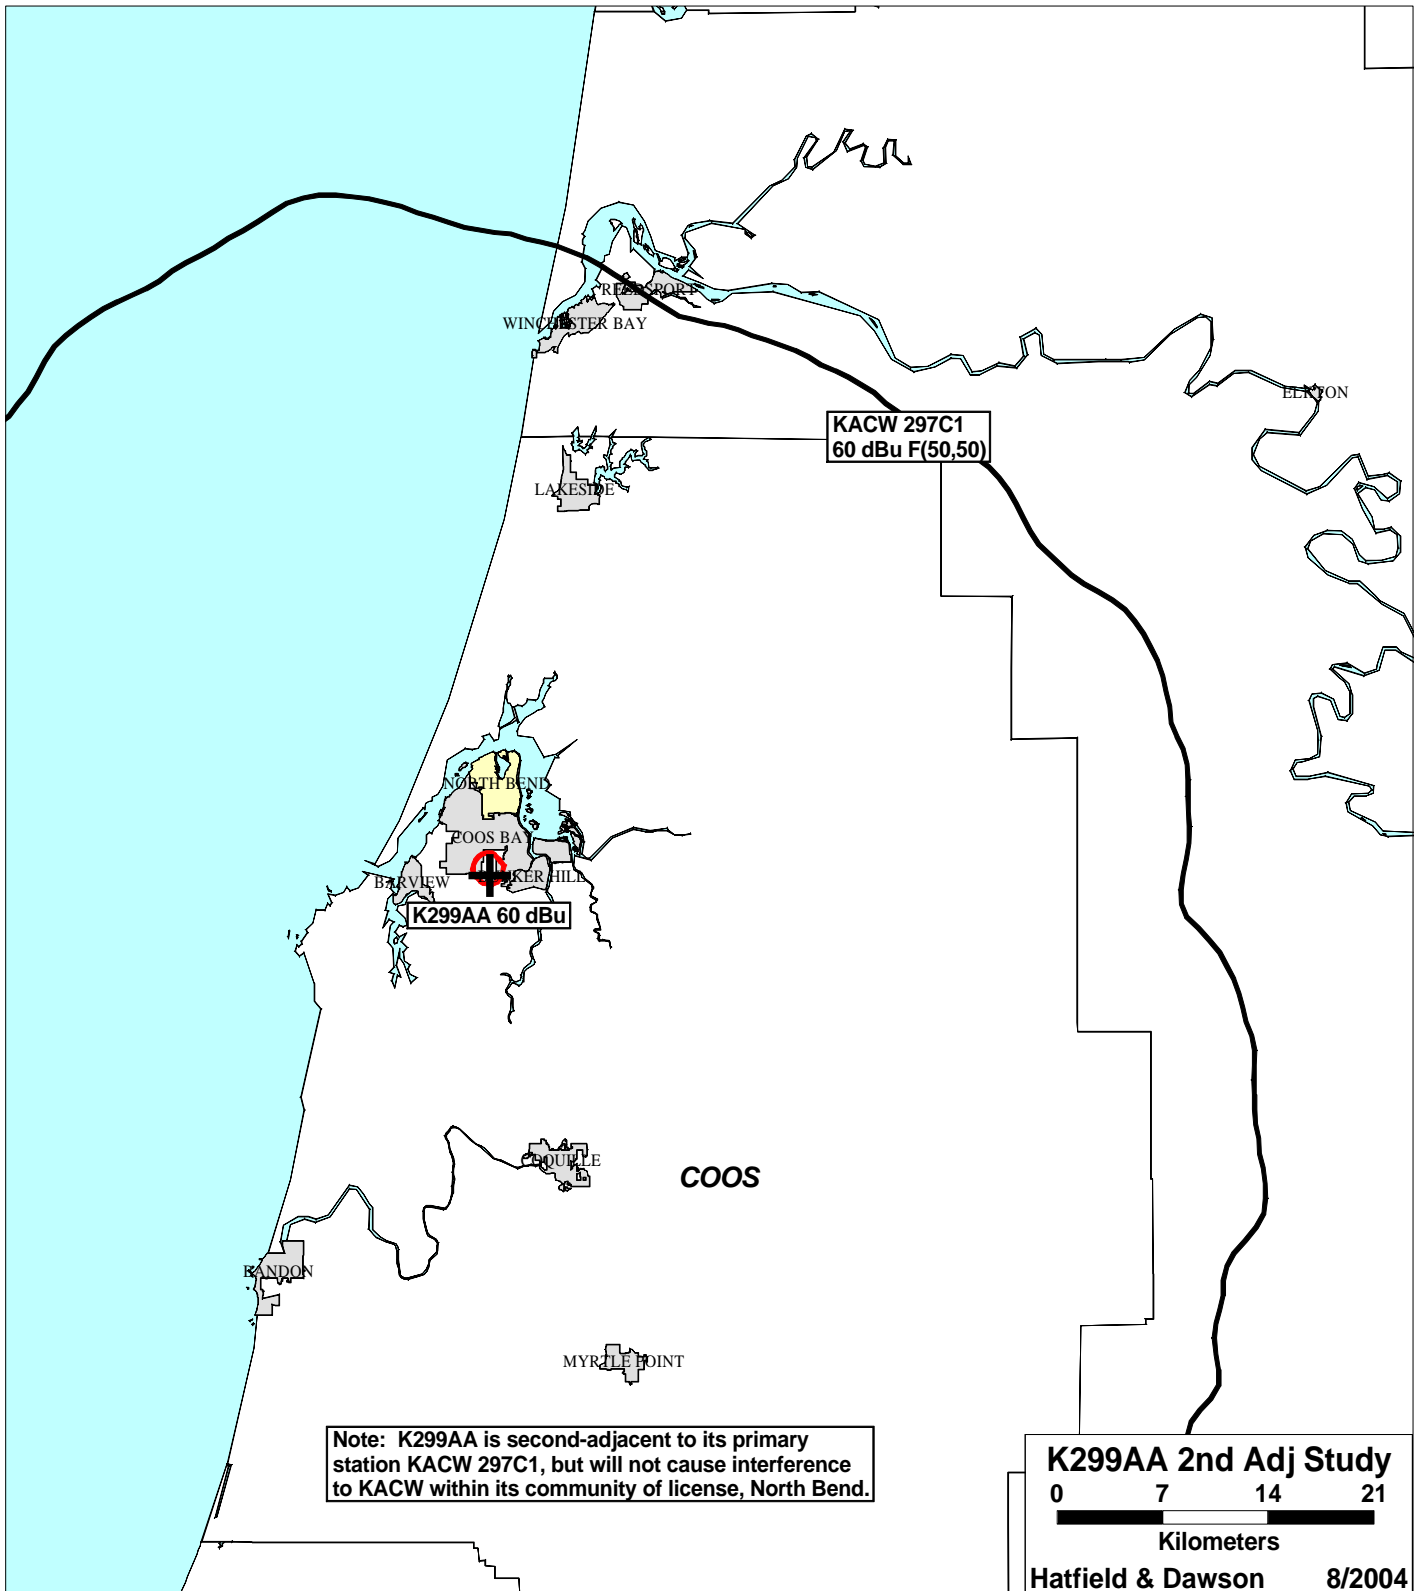 REEDSPORT
WINCHESTER BAY
ELKTON
KACW 297C1
60 dBu F(50,50)
LAKESIDE
NORTH BEND
COOS BAY
BARVIEW
KER HILL
K299AA 60 dBu
COQUILLE
COOS
BANDON
MYRTLE POINT
Note: K299AA is second-adjacent to its primary
station KACW 297C1, but will not cause interference
to KACW within its community of license, North Bend.
K299AA 2nd Adj Study
0 7 14 21
Kilometers
Hatfield & Dawson 8/2004